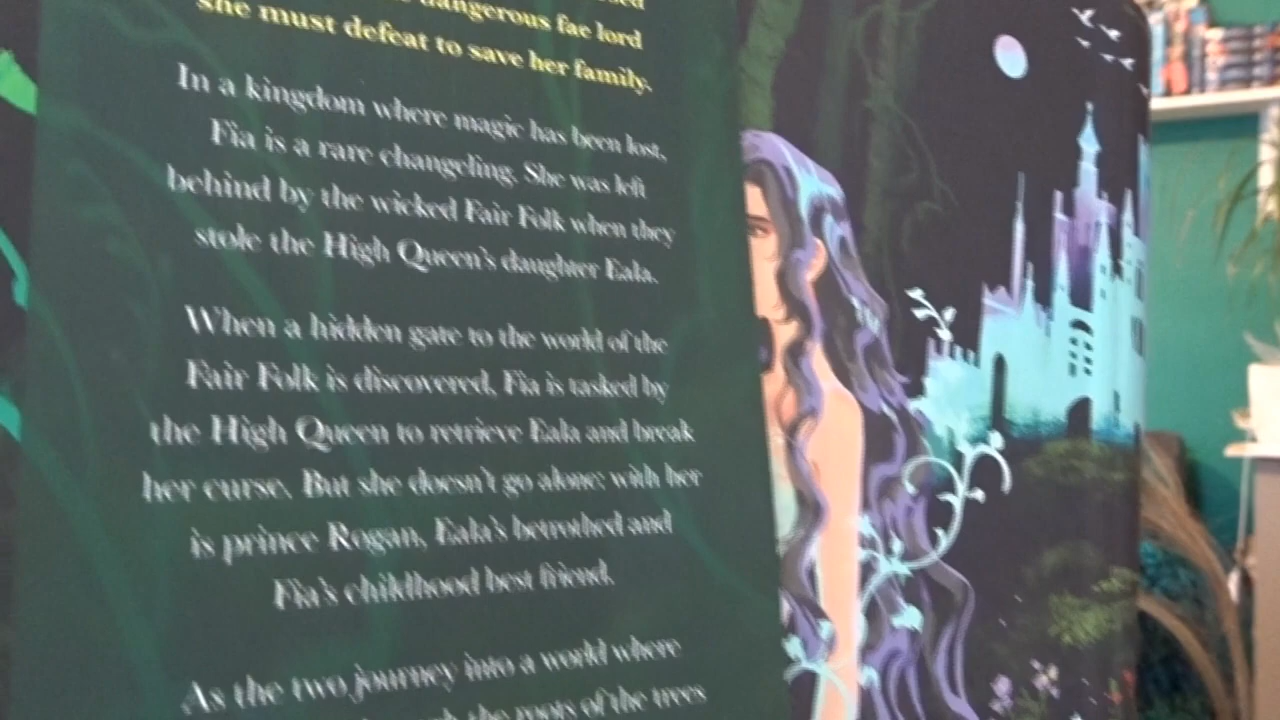 dangerous fae lord
she must defeat to save her family.
In a kingdom where magic has been lost,
Fia is a rare changeling. She was left
behind by the wicked Fair Folk when they
stole the High Queen's daughter Eala.
When a hidden gate to the world of the
Fair Folk is discovered, Fia is tasked by
the High Queen to retrieve Eala and break
her curse. But she doesn't go alone: with her
is prince Rogan, Eala's betrothed and
Fia's childhood best friend.
As the two journey into a world where
the roots of the trees